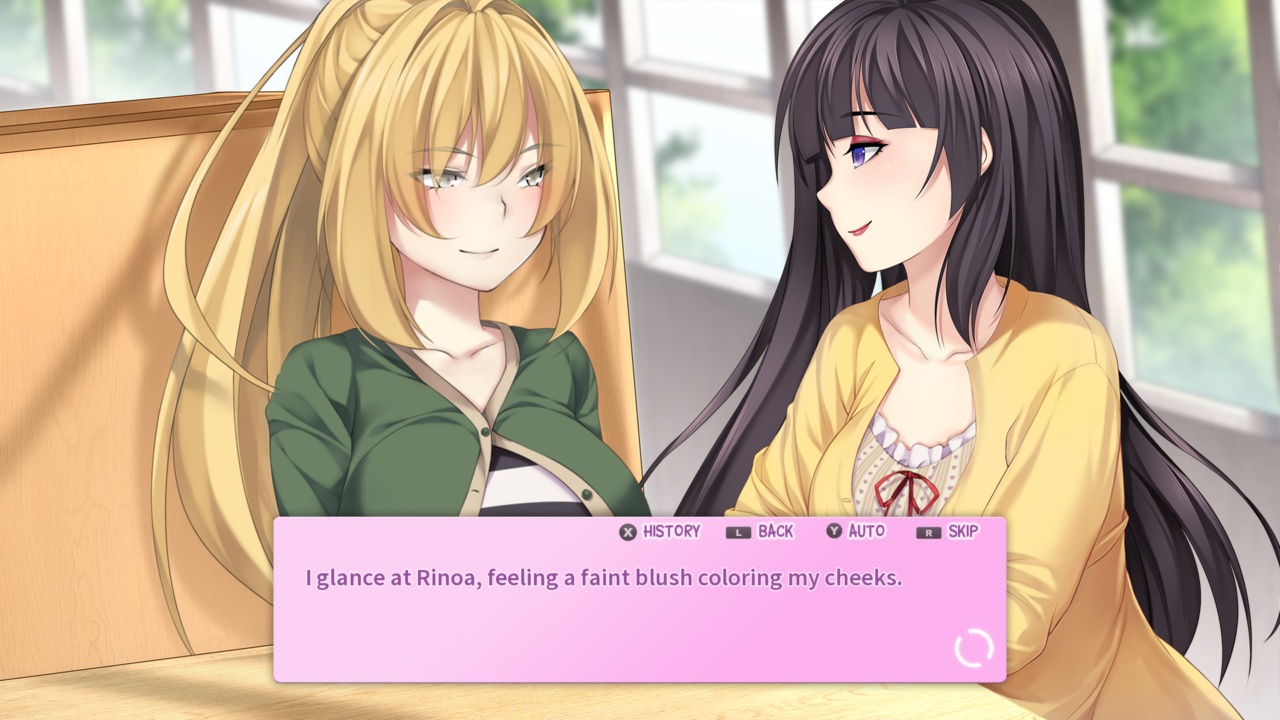 X HISTORY L BACK Y AUTO R SKIP
I glance at Rinoa, feeling a faint blush coloring my cheeks.